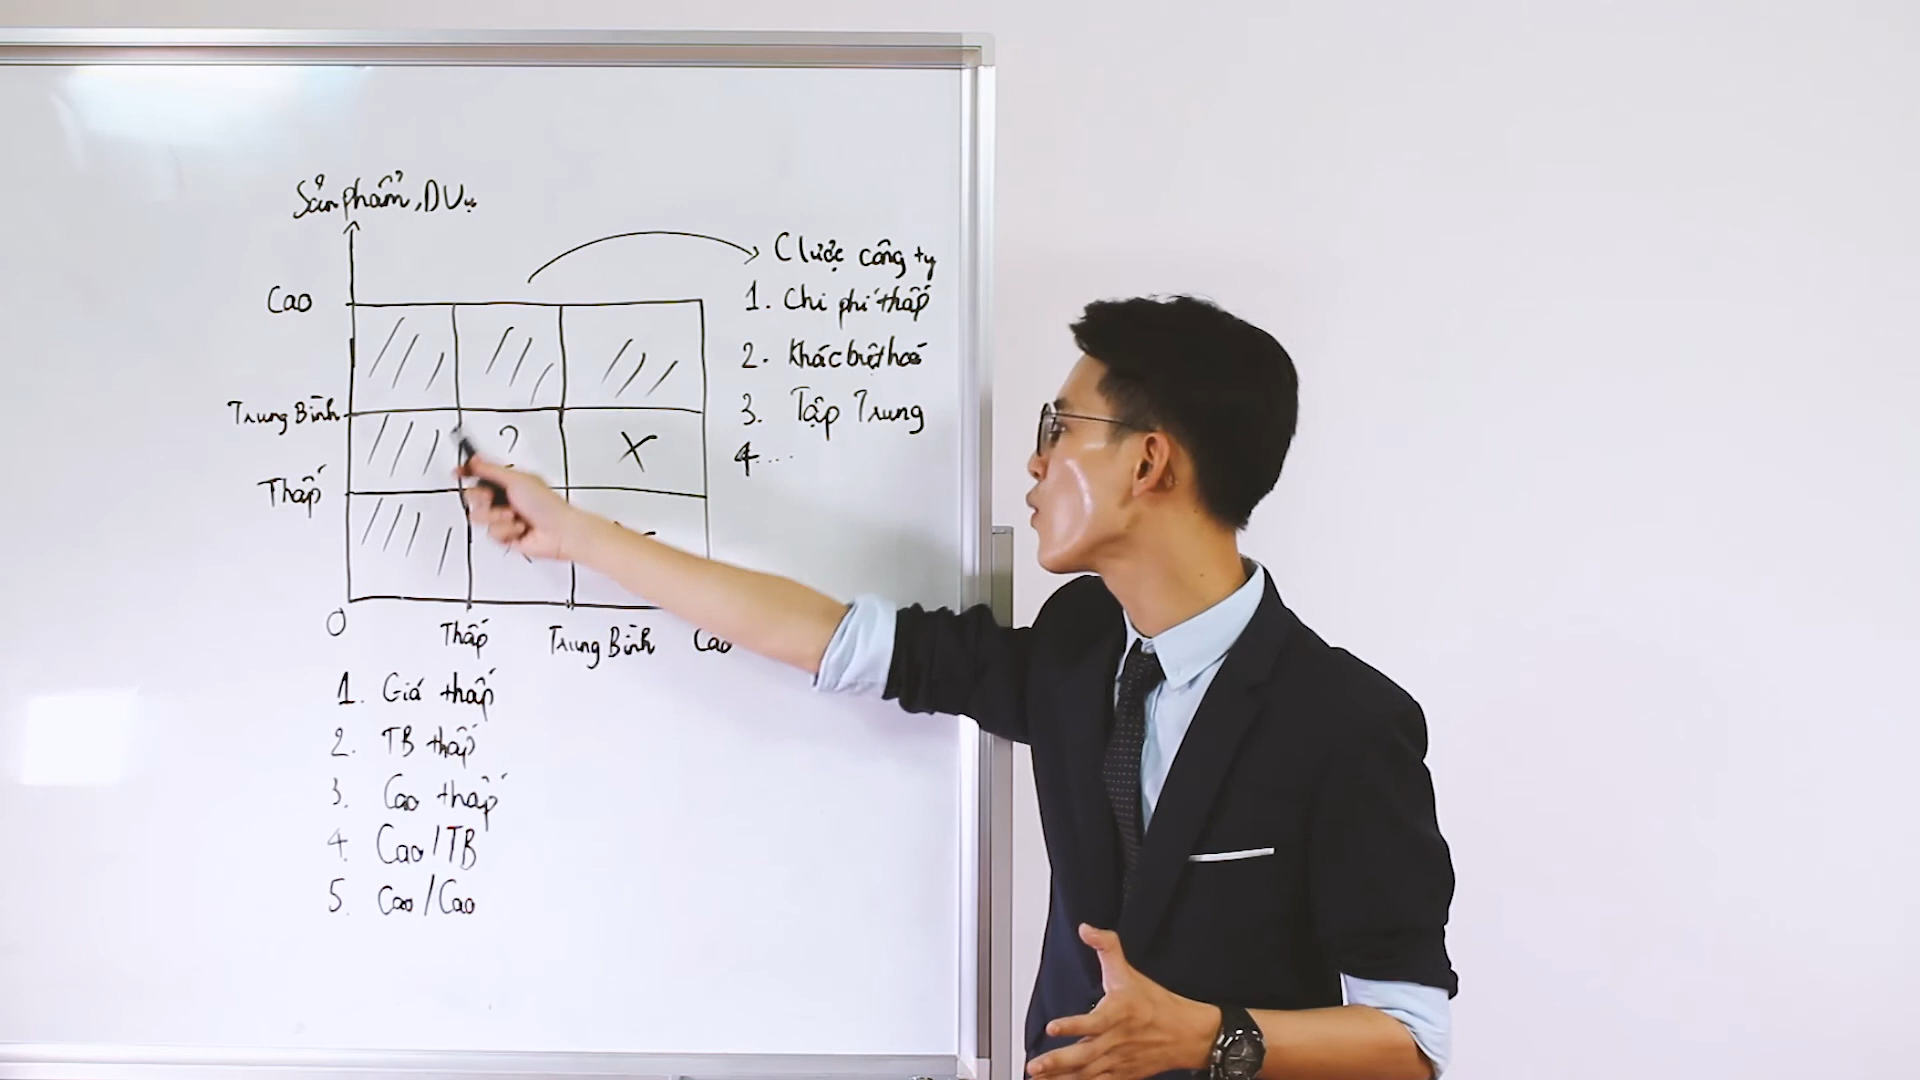 Sản phẩm, DVụ
Cao
Trung Bình
Thấp
?
X
O
Thấp Trung Bình Cao
C lược công ty
1. Chi phí thấp
2. Khác biệt hoá
3. Tập Trung
4....
1. Giá thấp
2. TB thấp
3. Cao thấp
4. Cao/TB
5. Cao/Cao